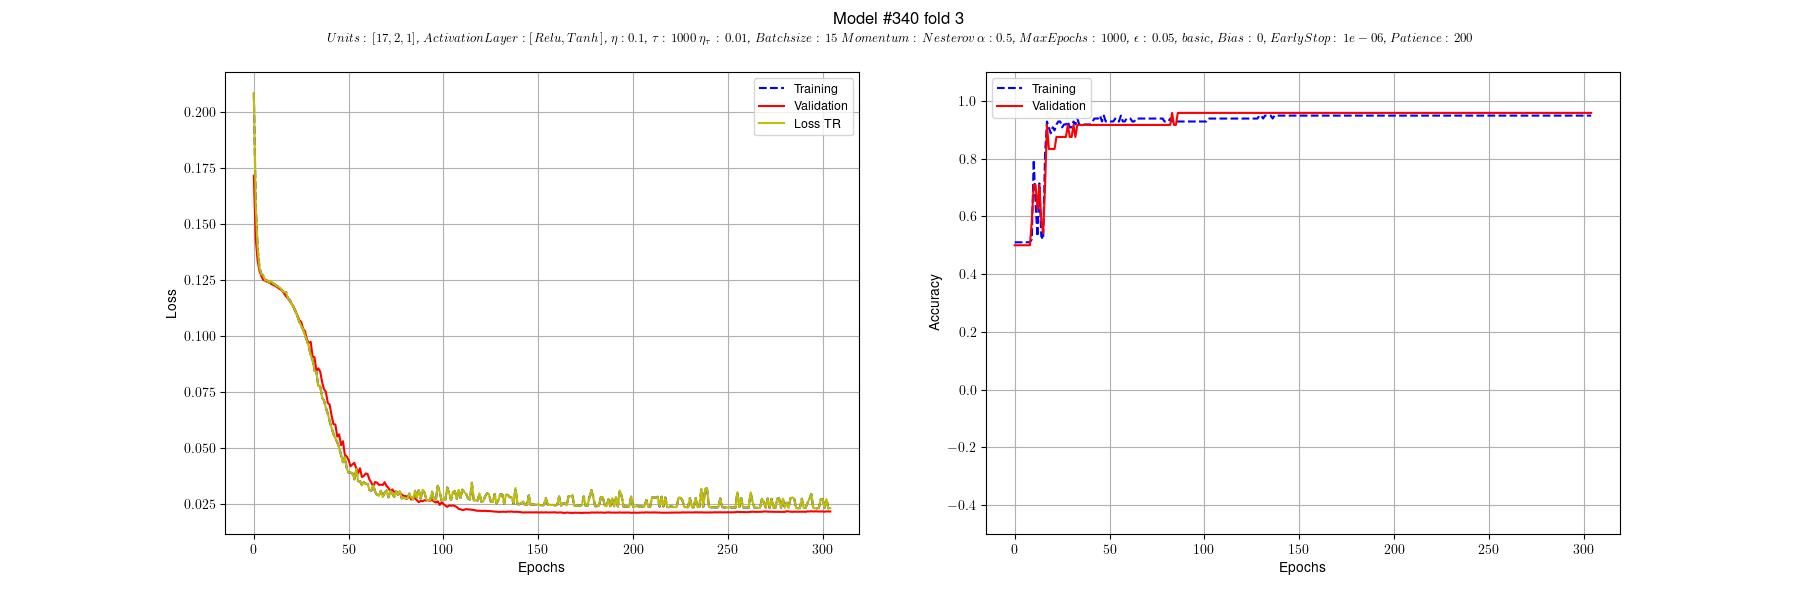 Model #340 fold 3
Units : [17, 2, 1], ActivationLayer : [Relu, Tanh], η : 0.1, τ : 1000 η_τ : 0.01, Batchsize : 15 Momentum : Nesterov α : 0.5, MaxEpochs : 1000, ϵ : 0.05, basic, Bias : 0, EarlyStop : 1e − 06, Patience : 200
Training
Validation
Loss TR
0.200
0.175
0.150
0.125
0.100
0.075
0.050
0.025
Loss
0 50 100 150 200 250 300
Epochs
Training
Validation
1.0
0.8
0.6
0.4
0.2
0.0
−0.2
−0.4
Accuracy
0 50 100 150 200 250 300
Epochs